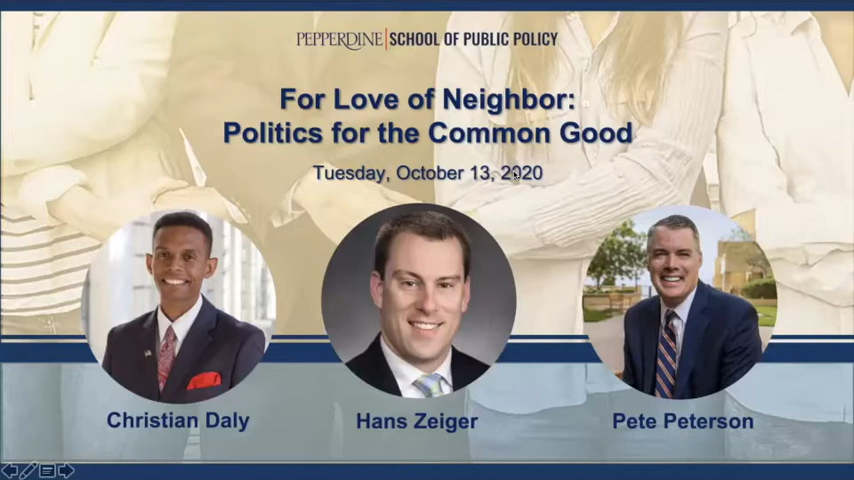 PEPPERDINE | SCHOOL OF PUBLIC POLICY
For Love of Neighbor:
Politics for the Common Good
Tuesday, October 13, 2020
Christian Daly
Hans Zeiger
Pete Peterson